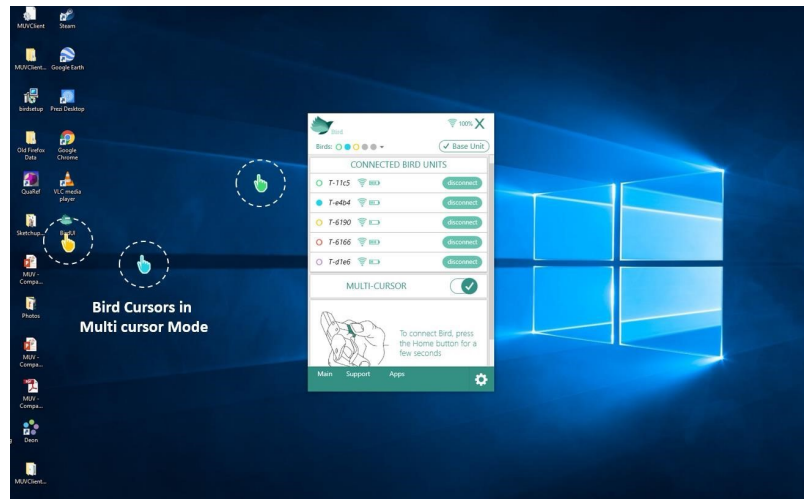 MUVClient
Steam
MUVClient...
Google Earth
birdsetup
Prezi Desktop
Old Firefox
Data
Google
Chrome
QuaRef
VLC media
player
Sketchup...
BirdUI
MUV -
Compa...
Photos
MUV -
Compa...
MUV -
Compa...
Deon
MUVClient...
Bird Cursors in
Multi cursor Mode
Bird
100% X
Birds:
Base Unit
CONNECTED BIRD UNITS
T-11c5 disconnect
T-e4b4 disconnect
T-6190 disconnect
T-6166 disconnect
T-d1e6 disconnect
MULTI-CURSOR
To connect Bird, press
the Home button for a
few seconds
Main Support Apps